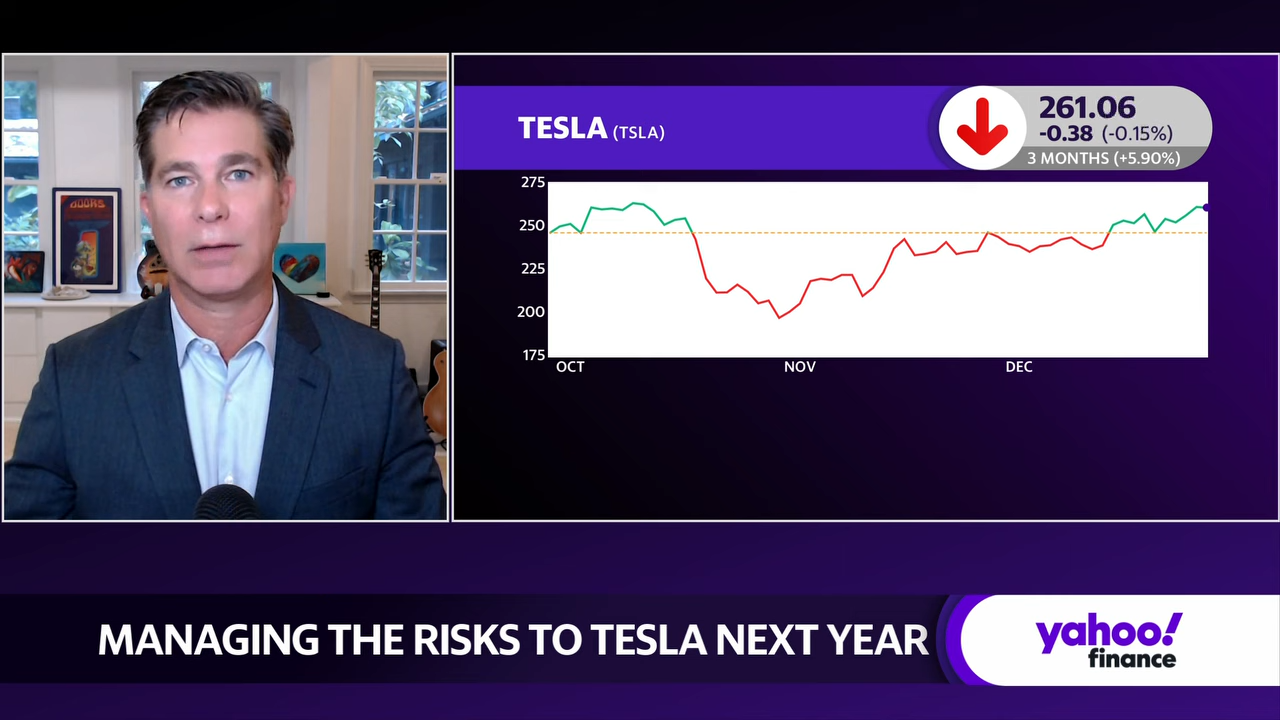 DOORS
TESLA (TSLA)
261.06
-0.38 (-0.15%)
3 MONTHS (+5.90%)
275
250
225
200
175
OCT
NOV
DEC
MANAGING THE RISKS TO TESLA NEXT YEAR
yahoo!
finance